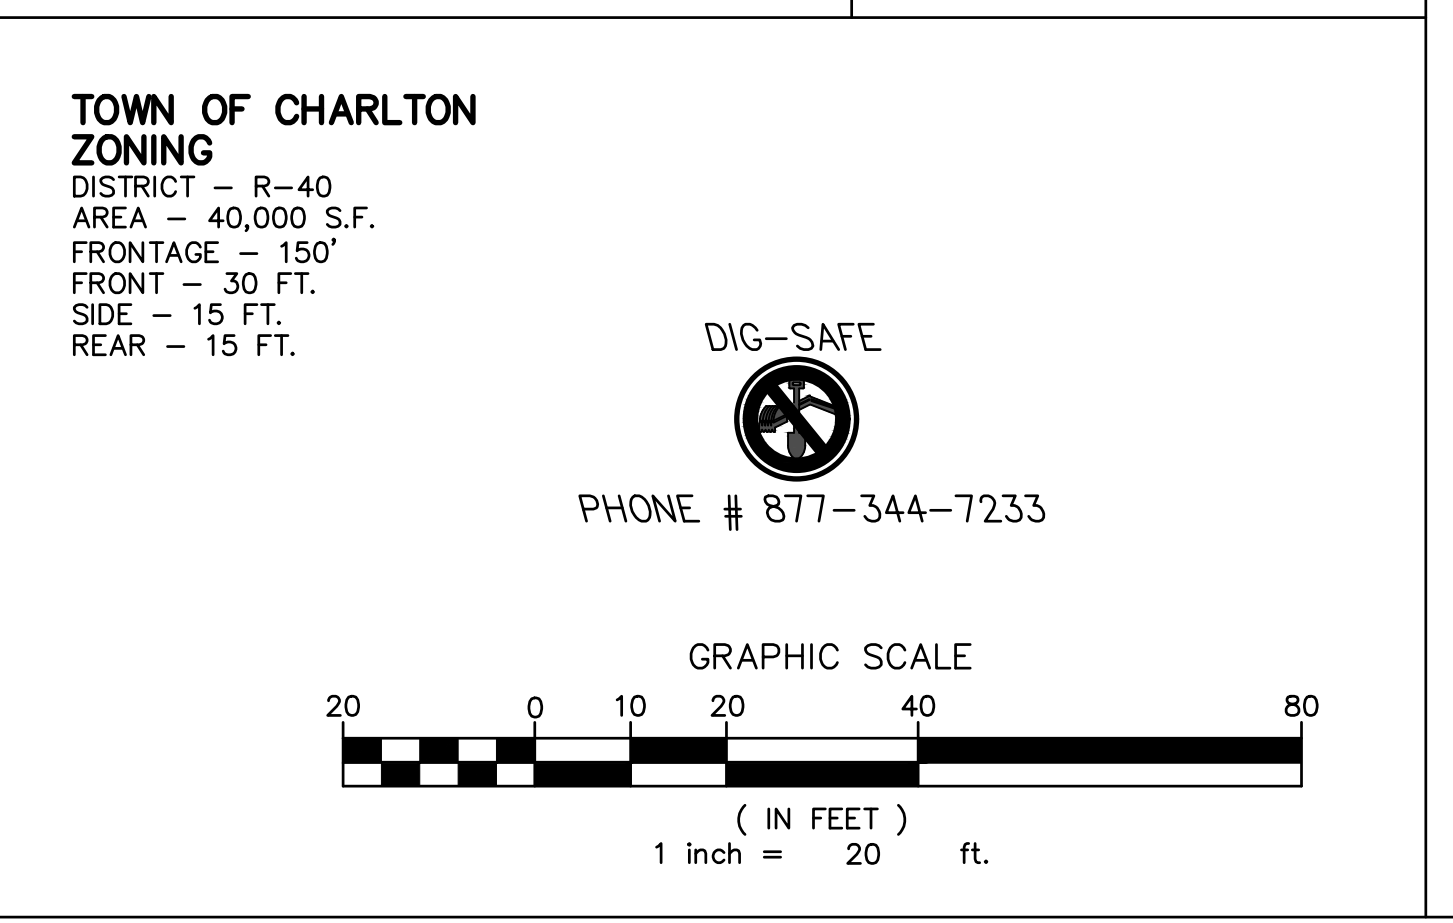 TOWN OF CHARLTON
ZONING
DISTRICT – R–40
AREA – 40,000 S.F.
FRONTAGE – 150'
FRONT – 30 FT.
SIDE – 15 FT.
REAR – 15 FT.
DIG–SAFE
PHONE # 877–344–7233
GRAPHIC SCALE
20 0 10 20 40 80
( IN FEET )
1 inch = 20 ft.